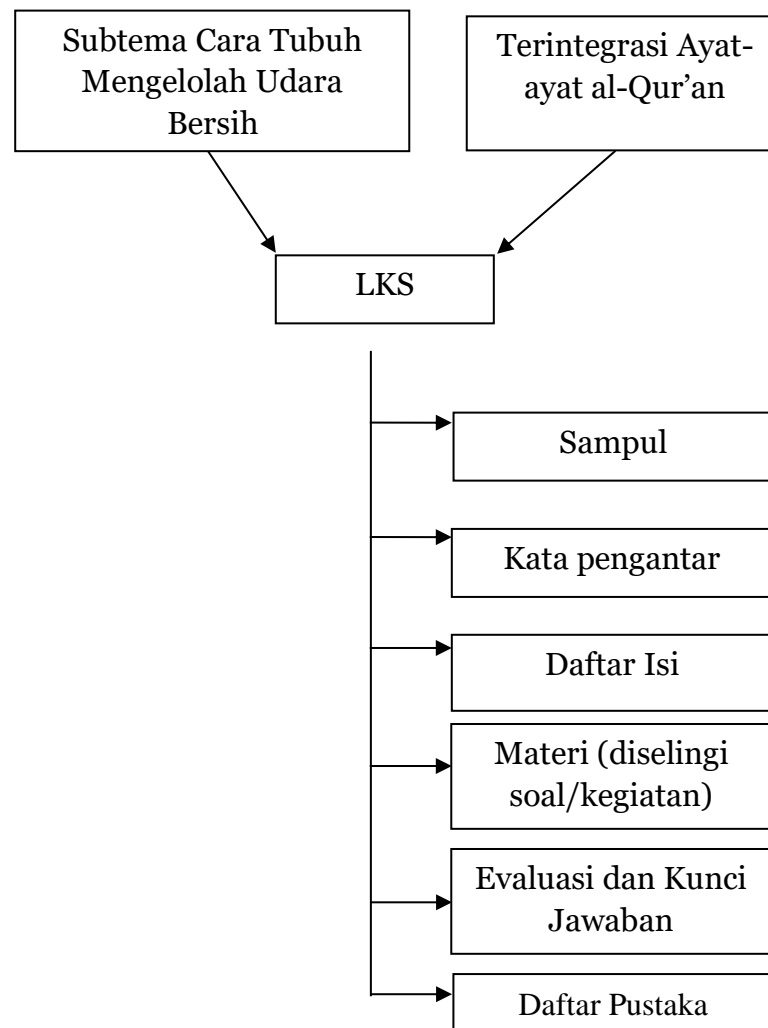 Subtema Cara Tubuh
Mengelolah Udara
Bersih
Terintegrasi Ayat-
ayat al-Qur’an
LKS
Sampul
Kata pengantar
Daftar Isi
Materi (diselingi
soal/kegiatan)
Evaluasi dan Kunci
Jawaban
Daftar Pustaka